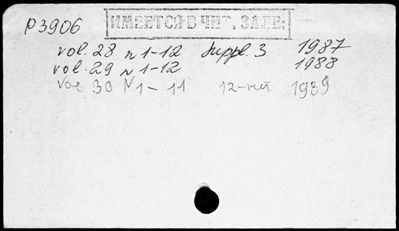 P3906
ИМЕЕТСЯ В ЧИТ. ЗАЛЕ.
vol. 28 n 1-12 Suppl. 3 1987
vol. 29 n 1-12 1988
vol 30 N 1 - 11 12-нет 1989